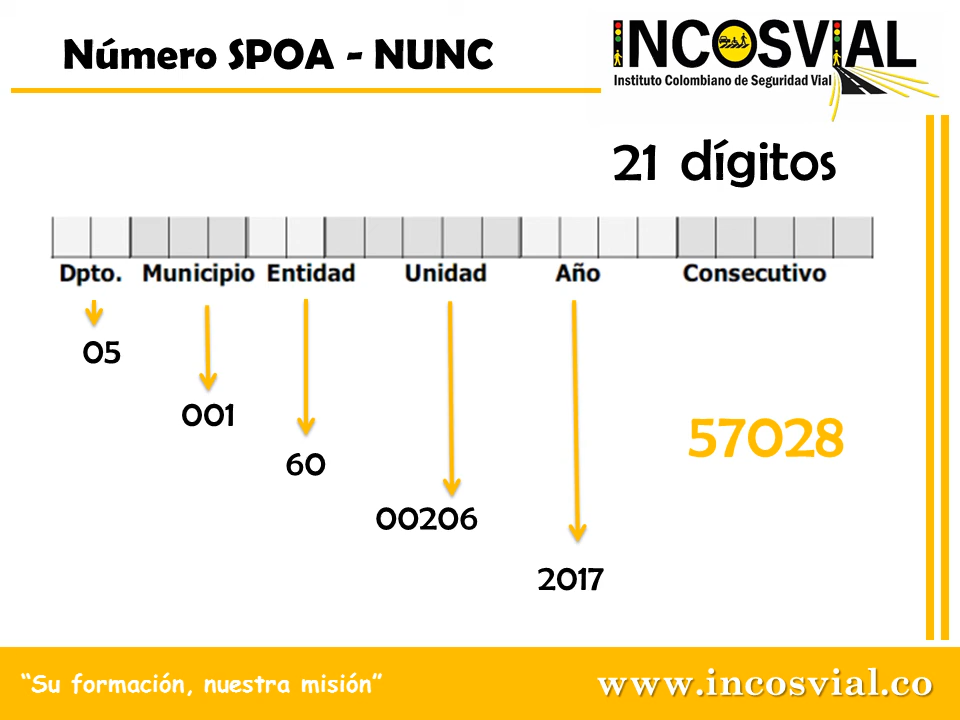 Número SPOA - NUNC
INCOSVIAL
Instituto Colombiano de Seguridad Vial
21 dígitos
Dpto. Municipio Entidad Unidad Año Consecutivo
05
001
57028
60
00206
2017
“Su formación, nuestra misión”
www.incosvial.co